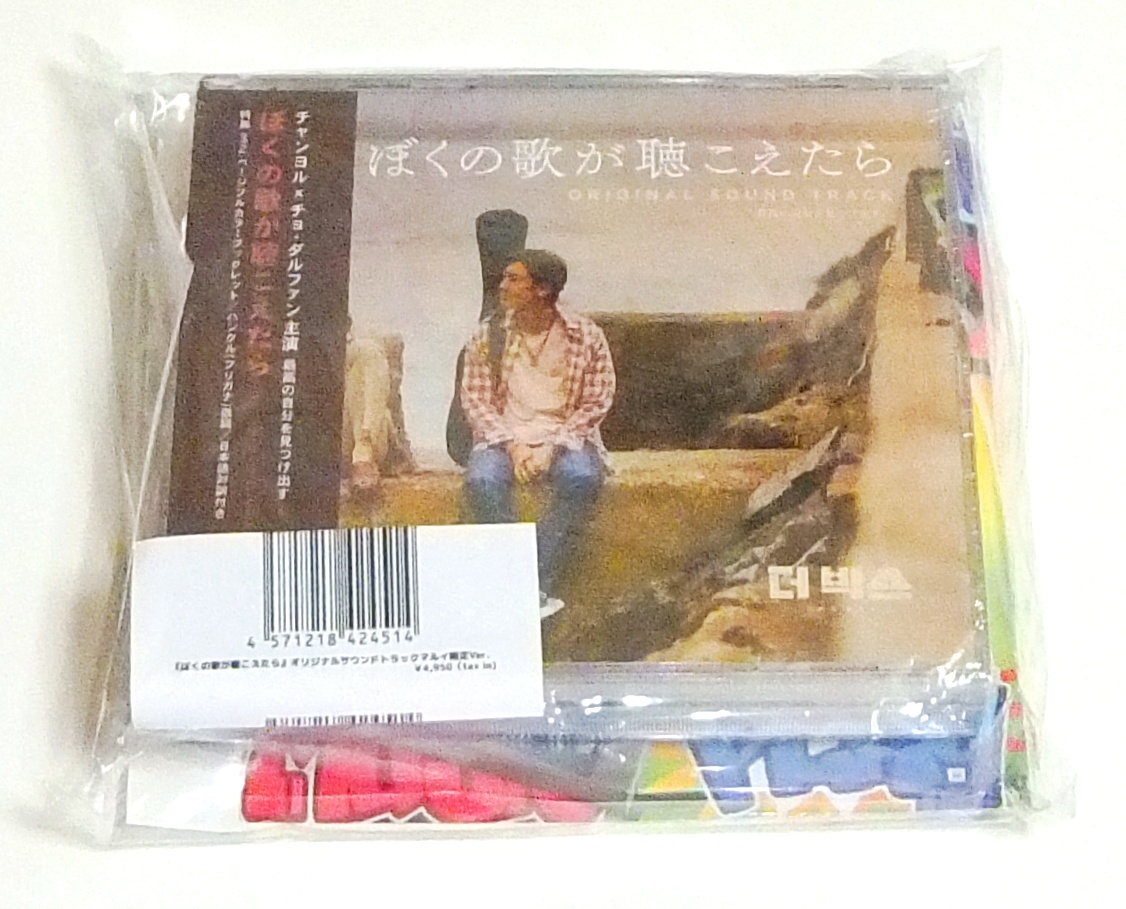 チャンヨル×チョ・ダルファン 主演 最高の自分を見つけ出す
ぼくの歌が聴こえたら
ぼくの歌が聴こえたら
ORIGINAL SOUND TRACK
더 박스
4 571218 424514
『ぼくの歌が聴こえたら』オリジナルサウンドトラックマルイ限定Ver.
¥4,950 (tax in)